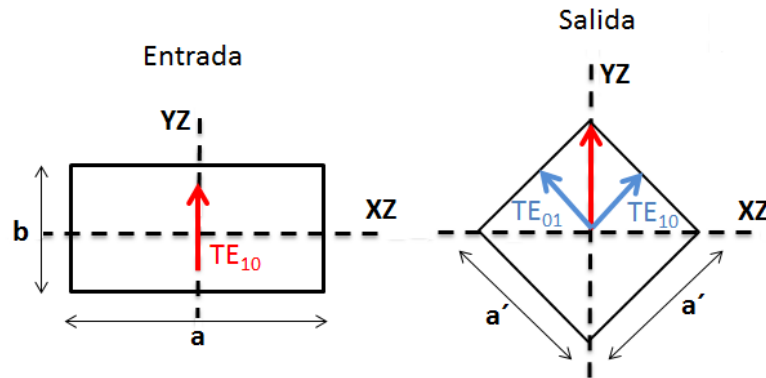 Entrada
YZ
XZ
b
TE₁₀
a
Salida
YZ
XZ
TE₀₁
TE₁₀
a´
a´